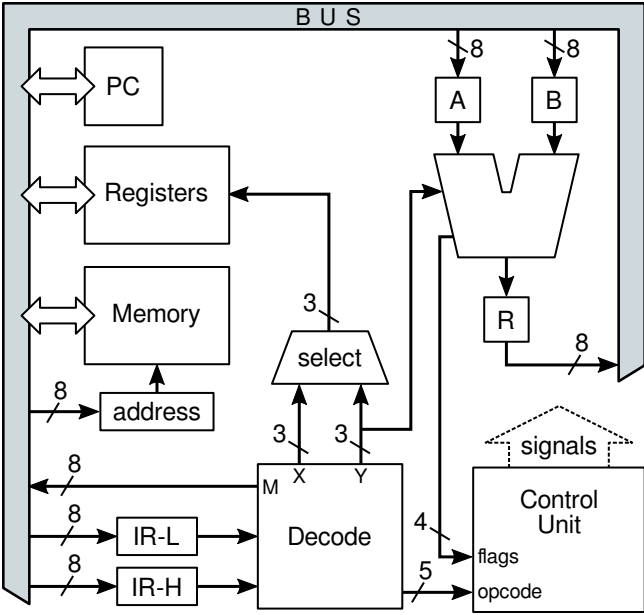 BUS
8
8
PC
A
B
Registers
Memory
R
3
8
select
8
address
signals
3
3
8
M
X
Y
Control
Unit
8
IR-L
Decode
4
flags
8
IR-H
5
opcode